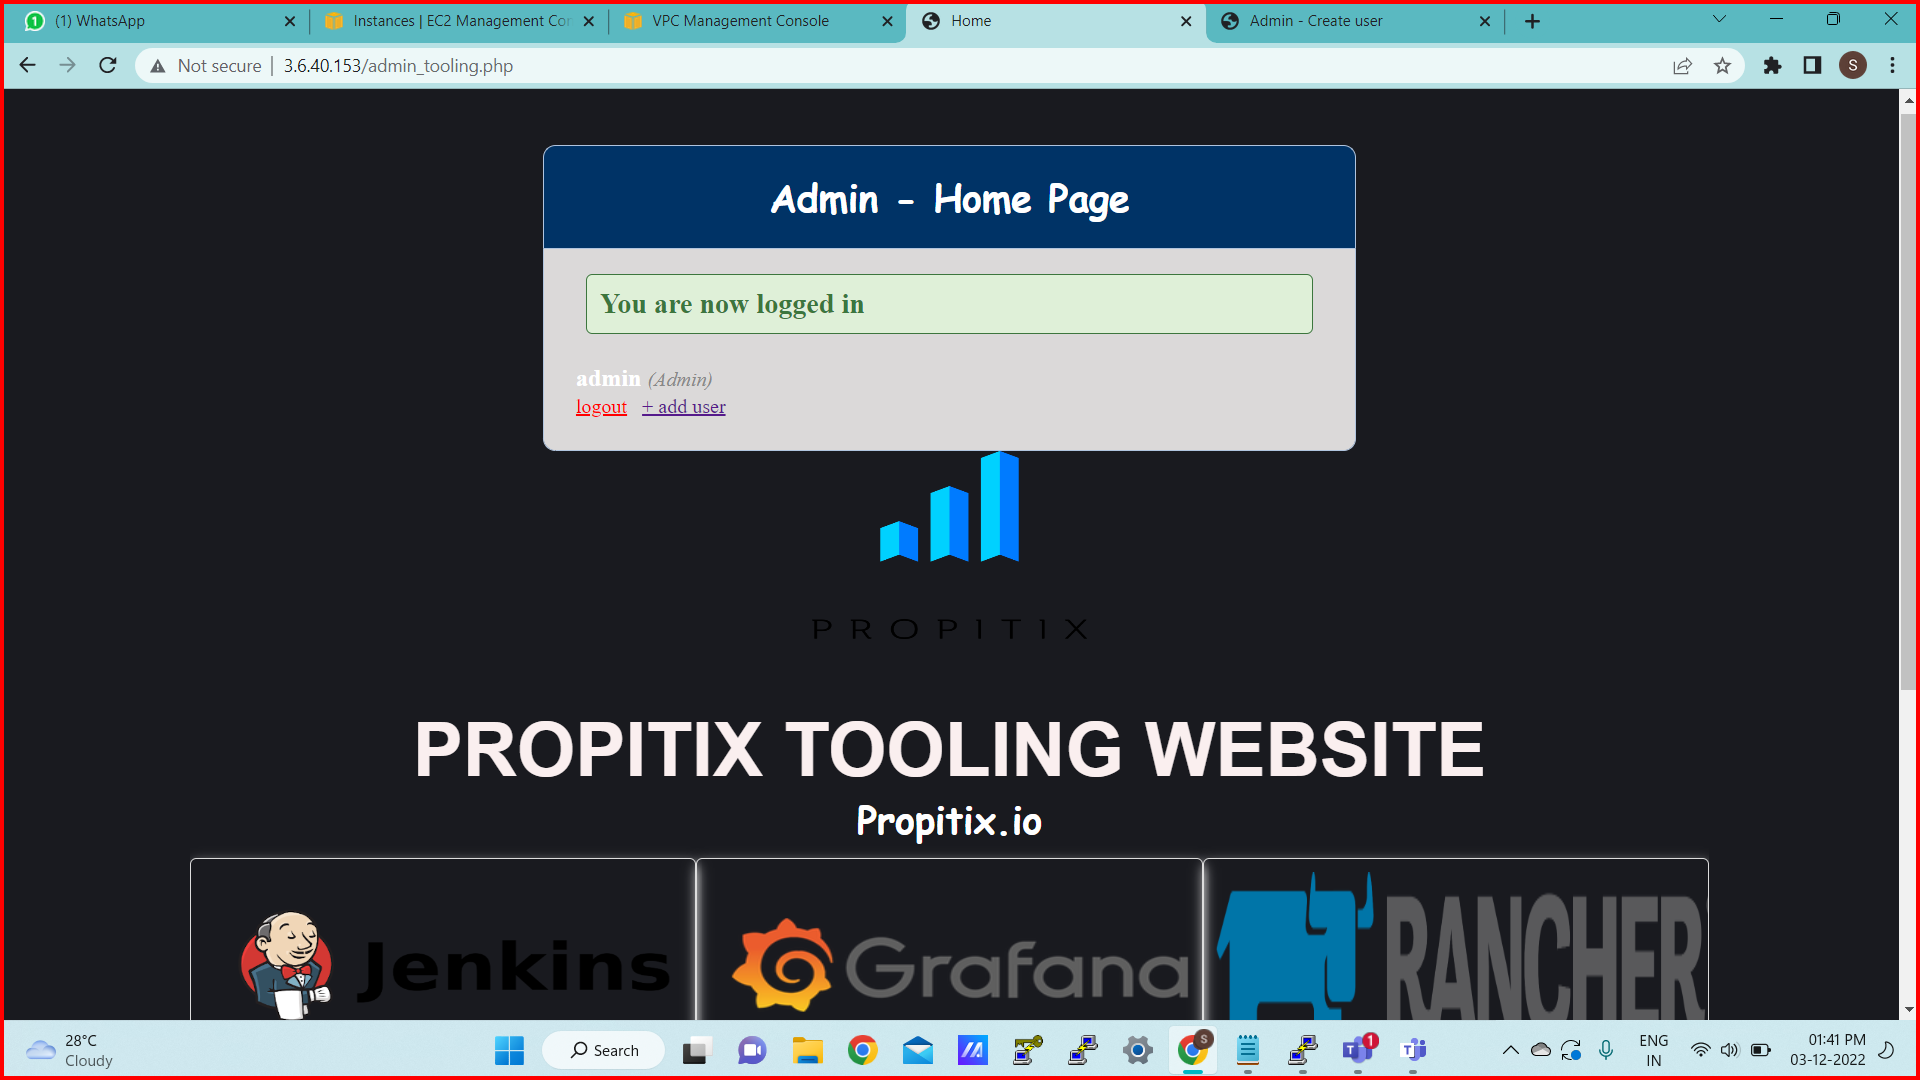 (1) WhatsApp
Instances | EC2 Management Con
VPC Management Console
Home
Admin - Create user
Not secure | 3.6.40.153/admin_tooling.php
S
Admin - Home Page
You are now logged in
admin (Admin)
logout + add user
PROPITIX
PROPITIX TOOLING WEBSITE
Propitix.io
Jenkins
Grafana
RANCHER
28°C
Cloudy
Search
S
1
ENG
IN
01:41 PM
03-12-2022